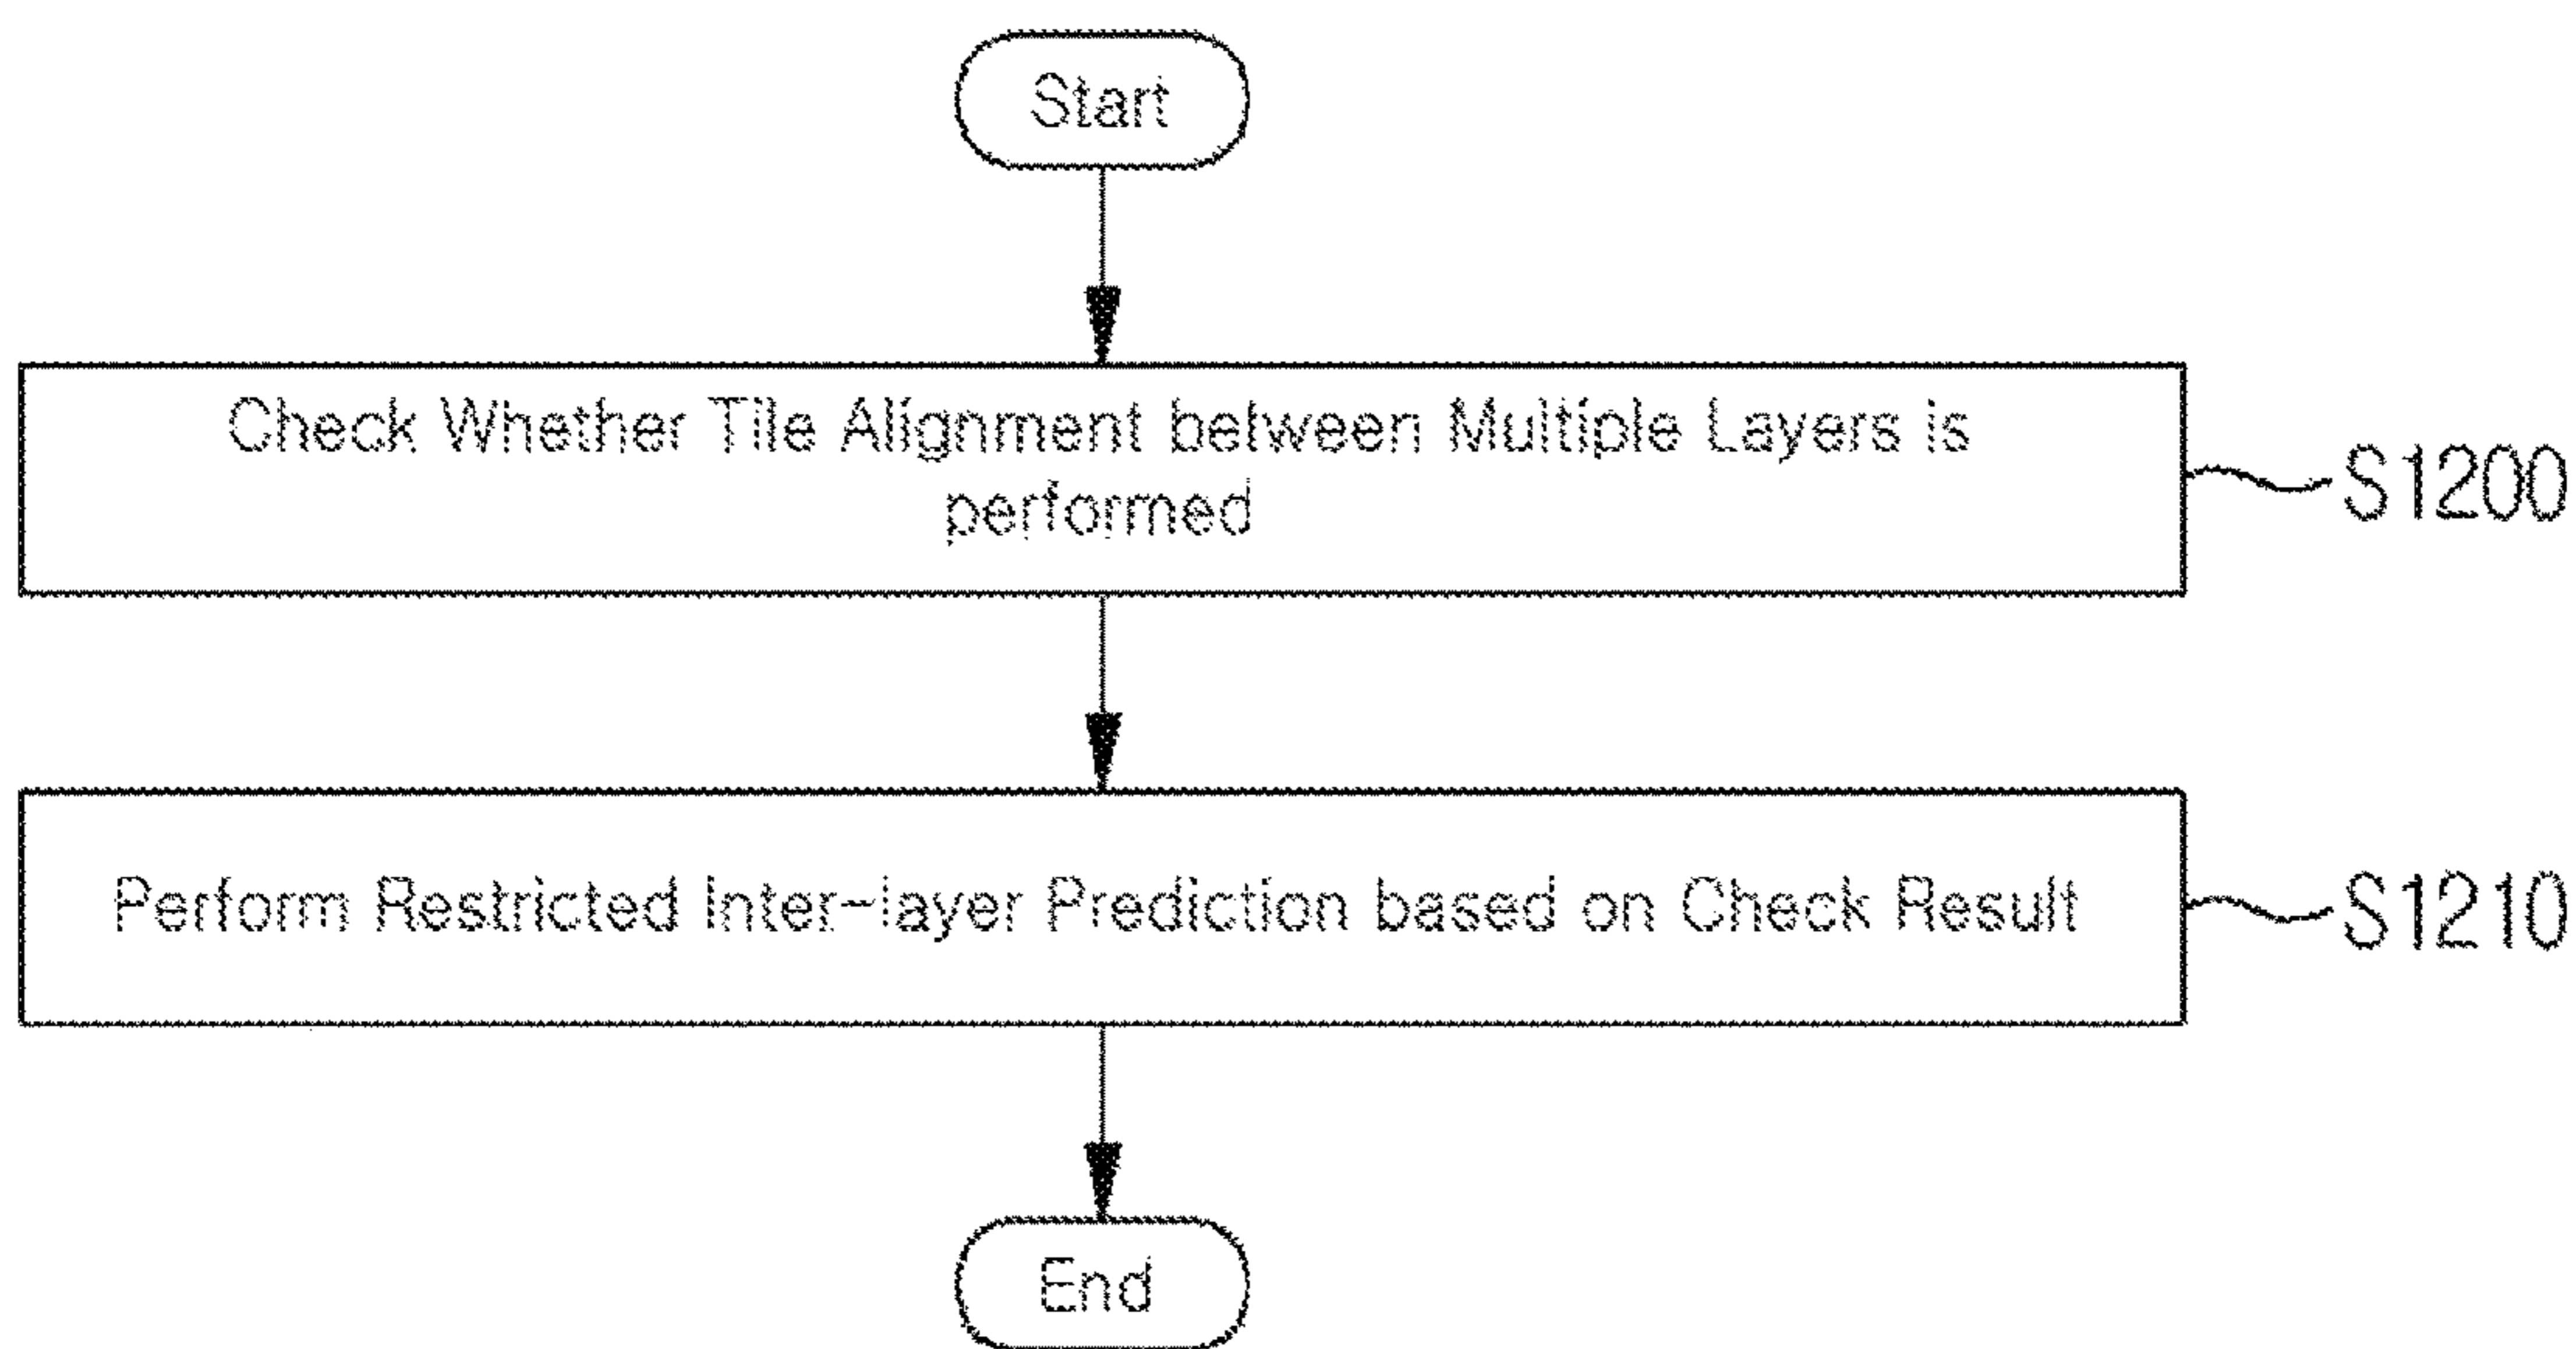 Start
Check Whether Tile Alignment between Multiple Layers is
performed
S1200
Perform Restricted Inter-layer Prediction based on Check Result
S1210
End